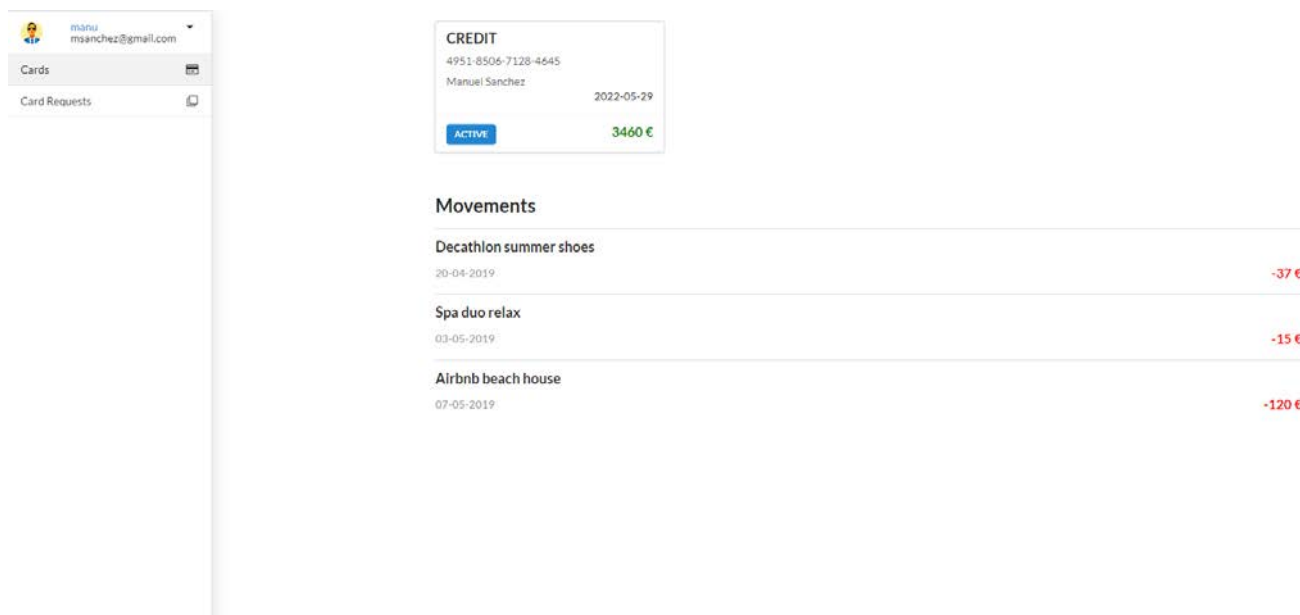 manu
msanchez@gmail.com
Cards
Card Requests
CREDIT
4951-8506-7128-4645
Manuel Sanchez
2022-05-29
ACTIVE 3460 €
Movements
Decathlon summer shoes
20-04-2019 -37 €
Spa duo relax
03-05-2019 -15 €
Airbnb beach house
07-05-2019 -120 €